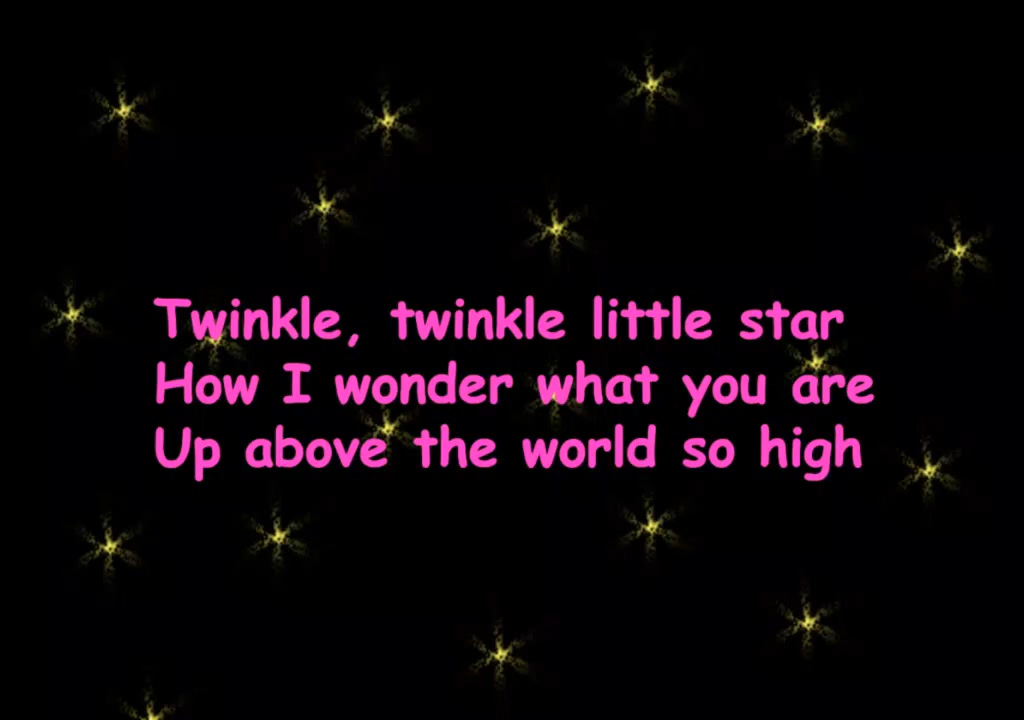 Twinkle, twinkle little star
How I wonder what you are
Up above the world so high